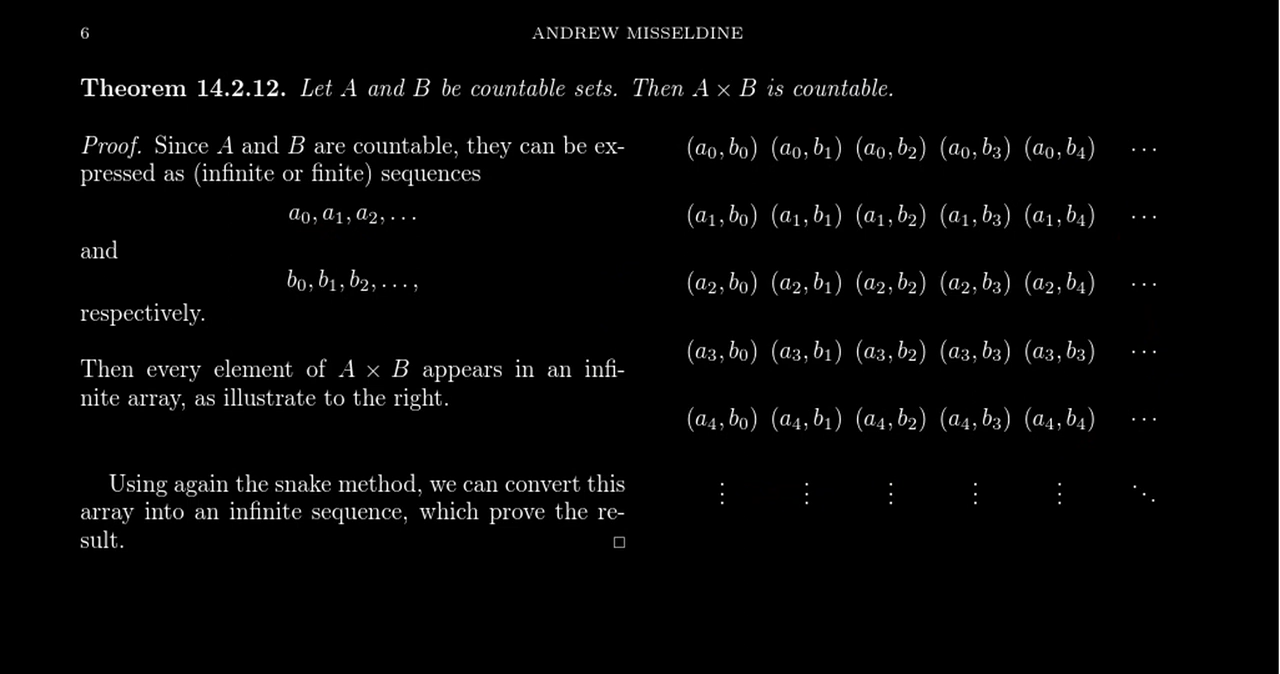 6 ANDREW MISSELDINE
Theorem 14.2.12. Let A and B be countable sets. Then A × B is countable.
Proof. Since A and B are countable, they can be ex-
pressed as (infinite or finite) sequences
a₀, a₁, a₂, . . .
and
b₀, b₁, b₂, . . . ,
respectively.
Then every element of A × B appears in an infi-
nite array, as illustrate to the right.
Using again the snake method, we can convert this
array into an infinite sequence, which prove the re-
sult. □
(a₀, b₀) (a₀, b₁) (a₀, b₂) (a₀, b₃) (a₀, b₄) · · ·
(a₁, b₀) (a₁, b₁) (a₁, b₂) (a₁, b₃) (a₁, b₄) · · ·
(a₂, b₀) (a₂, b₁) (a₂, b₂) (a₂, b₃) (a₂, b₄) · · ·
(a₃, b₀) (a₃, b₁) (a₃, b₂) (a₃, b₃) (a₃, b₃) · · ·
(a₄, b₀) (a₄, b₁) (a₄, b₂) (a₄, b₃) (a₄, b₄) · · ·
⋮ ⋮ ⋮ ⋮ ⋮ ⋱